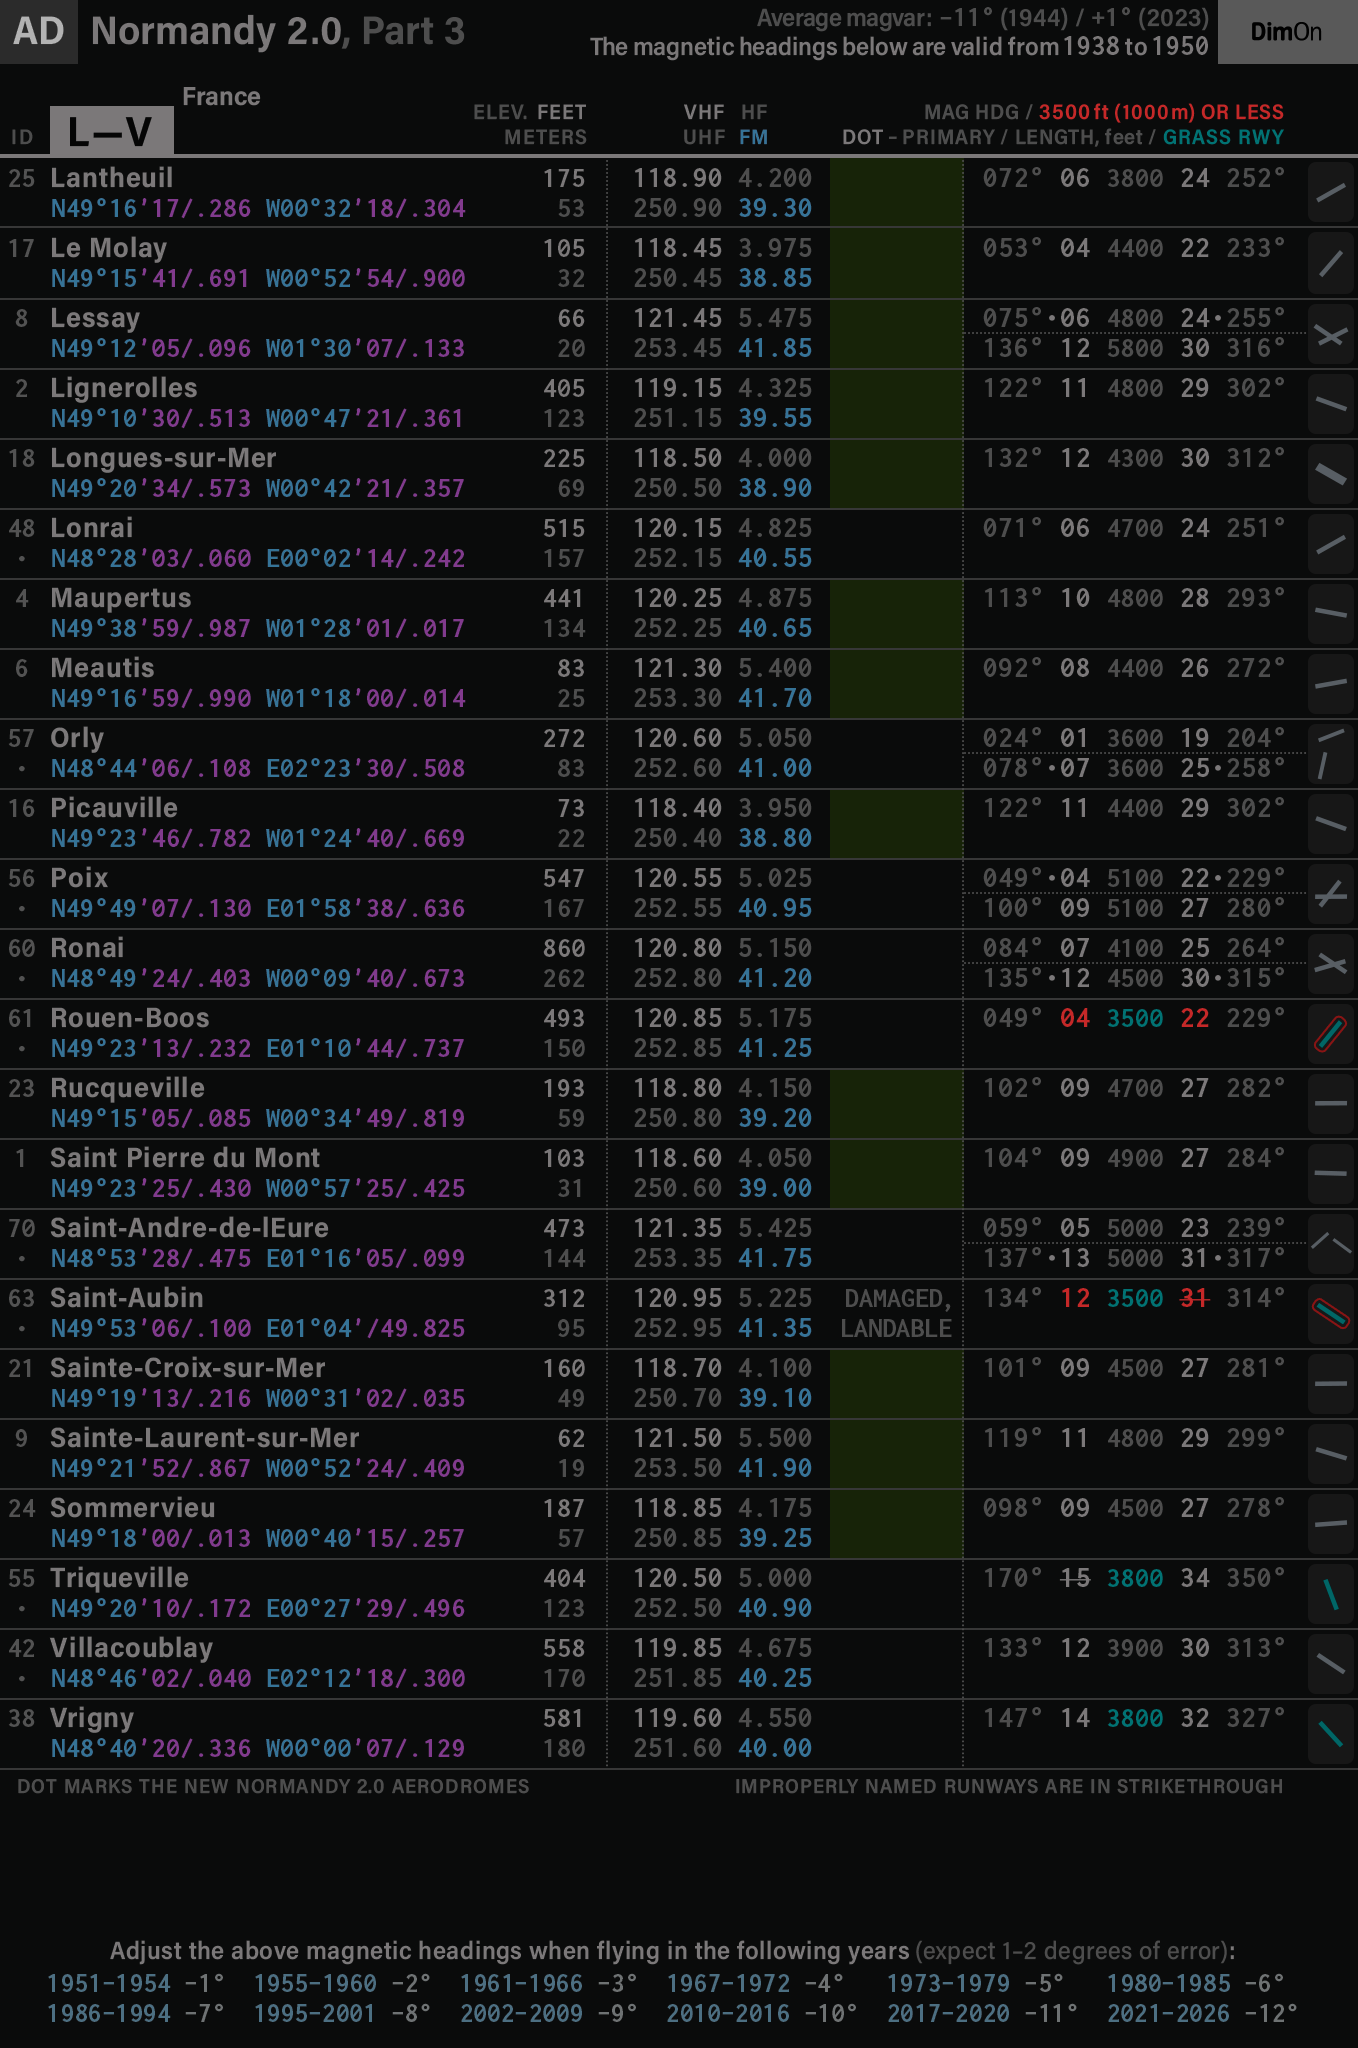 AD Normandy 2.0, Part 3
Average magvar: −11° (1944) / +1° (2023)
The magnetic headings below are valid from 1938 to 1950
DimOn
France
ID L—V
ELEV. FEET
METERS
VHF HF
UHF FM
MAG HDG / 3500 ft (1000 m) OR LESS
DOT – PRIMARY / LENGTH, feet / GRASS RWY
25 Lantheuil 175 118.90 4.200 072° 06 3800 24 252°
N49°16'17/.286 W00°32'18/.304 53 250.90 39.30
17 Le Molay 105 118.45 3.975 053° 04 4400 22 233°
N49°15'41/.691 W00°52'54/.900 32 250.45 38.85
8 Lessay 66 121.45 5.475 075°•06 4800 24•255°
N49°12'05/.096 W01°30'07/.133 20 253.45 41.85 136° 12 5800 30 316°
2 Lignerolles 405 119.15 4.325 122° 11 4800 29 302°
N49°10'30/.513 W00°47'21/.361 123 251.15 39.55
18 Longues-sur-Mer 225 118.50 4.000 132° 12 4300 30 312°
N49°20'34/.573 W00°42'21/.357 69 250.50 38.90
48 Lonrai 515 120.15 4.825 071° 06 4700 24 251°
• N48°28'03/.060 E00°02'14/.242 157 252.15 40.55
4 Maupertus 441 120.25 4.875 113° 10 4800 28 293°
N49°38'59/.987 W01°28'01/.017 134 252.25 40.65
6 Meautis 83 121.30 5.400 092° 08 4400 26 272°
N49°16'59/.990 W01°18'00/.014 25 253.30 41.70
57 Orly 272 120.60 5.050 024° 01 3600 19 204°
• N48°44'06/.108 E02°23'30/.508 83 252.60 41.00 078°•07 3600 25•258°
16 Picauville 73 118.40 3.950 122° 11 4400 29 302°
N49°23'46/.782 W01°24'40/.669 22 250.40 38.80
56 Poix 547 120.55 5.025 049°•04 5100 22•229°
• N49°49'07/.130 E01°58'38/.636 167 252.55 40.95 100° 09 5100 27 280°
60 Ronai 860 120.80 5.150 084° 07 4100 25 264°
• N48°49'24/.403 W00°09'40/.673 262 252.80 41.20 135°•12 4500 30•315°
61 Rouen-Boos 493 120.85 5.175 049° 04 3500 22 229°
• N49°23'13/.232 E01°10'44/.737 150 252.85 41.25
23 Rucqueville 193 118.80 4.150 102° 09 4700 27 282°
N49°15'05/.085 W00°34'49/.819 59 250.80 39.20
1 Saint Pierre du Mont 103 118.60 4.050 104° 09 4900 27 284°
N49°23'25/.430 W00°57'25/.425 31 250.60 39.00
70 Saint-Andre-de-lEure 473 121.35 5.425 059° 05 5000 23 239°
• N48°53'28/.475 E01°16'05/.099 144 253.35 41.75 137°•13 5000 31•317°
63 Saint-Aubin 312 120.95 5.225 DAMAGED, 134° 12 3500 31 314°
• N49°53'06/.100 E01°04'/49.825 95 252.95 41.35 LANDABLE
21 Sainte-Croix-sur-Mer 160 118.70 4.100 101° 09 4500 27 281°
N49°19'13/.216 W00°31'02/.035 49 250.70 39.10
9 Sainte-Laurent-sur-Mer 62 121.50 5.500 119° 11 4800 29 299°
N49°21'52/.867 W00°52'24/.409 19 253.50 41.90
24 Sommervieu 187 118.85 4.175 098° 09 4500 27 278°
N49°18'00/.013 W00°40'15/.257 57 250.85 39.25
55 Triqueville 404 120.50 5.000 170° 15 3800 34 350°
• N49°20'10/.172 E00°27'29/.496 123 252.50 40.90
42 Villacoublay 558 119.85 4.675 133° 12 3900 30 313°
• N48°46'02/.040 E02°12'18/.300 170 251.85 40.25
38 Vrigny 581 119.60 4.550 147° 14 3800 32 327°
N48°40'20/.336 W00°00'07/.129 180 251.60 40.00
DOT MARKS THE NEW NORMANDY 2.0 AERODROMES IMPROPERLY NAMED RUNWAYS ARE IN STRIKETHROUGH
Adjust the above magnetic headings when flying in the following years (expect 1–2 degrees of error):
1951–1954 −1° 1955–1960 −2° 1961–1966 −3° 1967–1972 −4° 1973–1979 −5° 1980–1985 −6°
1986–1994 −7° 1995–2001 −8° 2002–2009 −9° 2010–2016 −10° 2017–2020 −11° 2021–2026 −12°